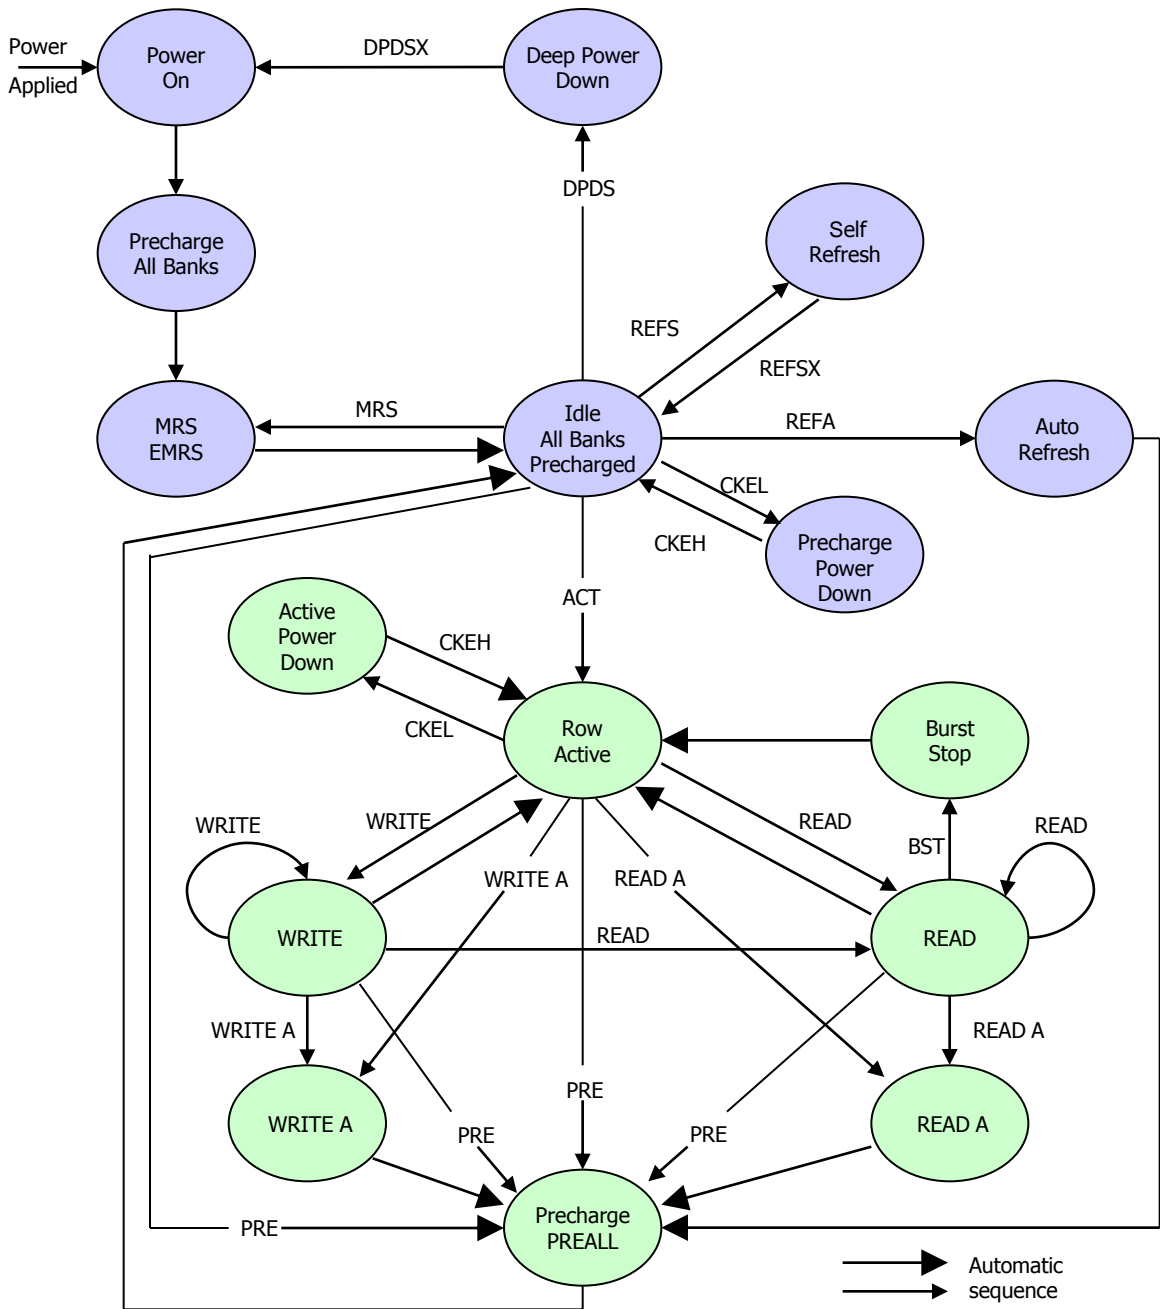 Power
Applied
Power
On
DPDSX
Deep Power
Down
DPDS
Precharge
All Banks
Self
Refresh
REFS
REFSX
MRS
EMRS
MRS
Idle
All Banks
Precharged
REFA
Auto
Refresh
CKEL
CKEH
Precharge
Power
Down
ACT
Active
Power
Down
CKEH
CKEL
Row
Active
Burst
Stop
WRITE
WRITE
READ
BST
READ
WRITE A
READ A
WRITE
READ
READ
WRITE A
READ A
WRITE A
PRE
PRE
PRE
READ A
PRE
Precharge
PREALL
Automatic
sequence